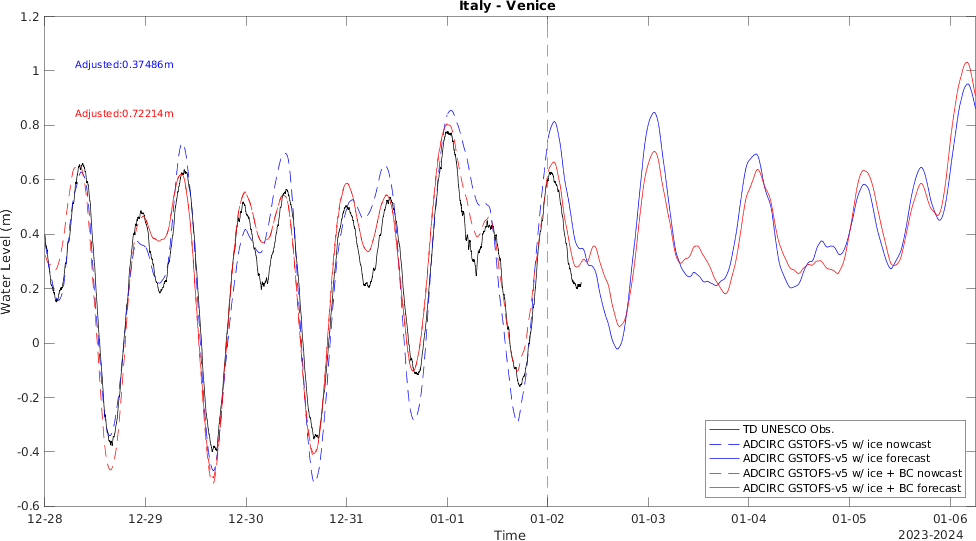 Italy - Venice
1.2
1
0.8
0.6
0.4
0.2
0
-0.2
-0.4
-0.6
Water Level (m)
Adjusted:0.37486m
Adjusted:0.72214m
TD UNESCO Obs.
ADCIRC GSTOFS-v5 w/ ice nowcast
ADCIRC GSTOFS-v5 w/ ice forecast
ADCIRC GSTOFS-v5 w/ ice + BC nowcast
ADCIRC GSTOFS-v5 w/ ice + BC forecast
12-28 12-29 12-30 12-31 01-01 01-02 01-03 01-04 01-05 01-06
Time
2023-2024